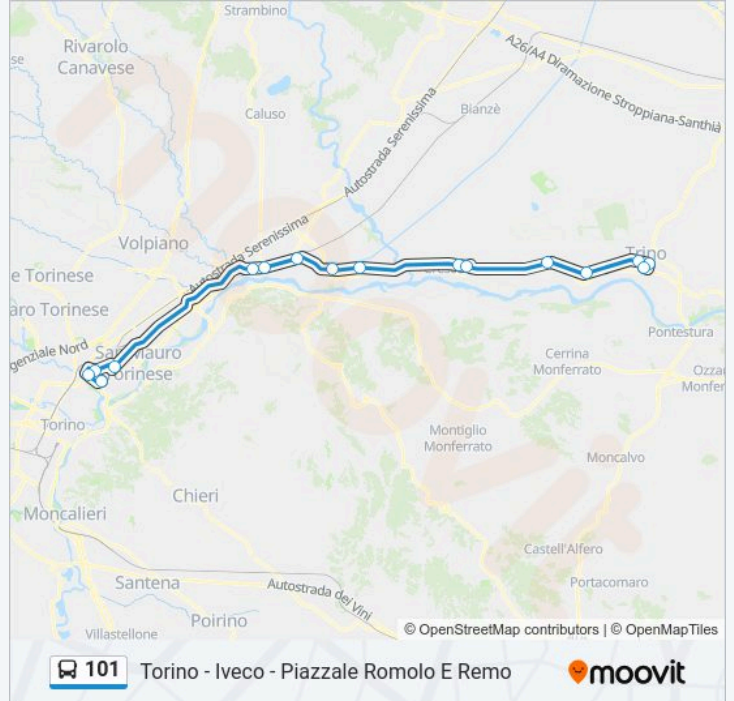 Strambino
Rivarolo
Canavese
se
A26/A4 Diramazione Stroppiana-Santhià
Caluso
Bianzè
Autostrada Serenissima
Volpiano
Autostrada Serenissima
Trino
e Torinese
aro Torinese
Pontestura
genziale Nord
San Mauro
Torinese
Cerrina
Monferrato
Ozza
Monfer
Torino
Montiglio
Monferrato
Moncalvo
Chieri
Moncalieri
Castell'Alfero
Santena
Autostrada dei Vini
Portacomaro
Poirino
Villastellone
© OpenStreetMap contributors | © OpenMapTiles
101 Torino - Iveco - Piazzale Romolo E Remo
moovit